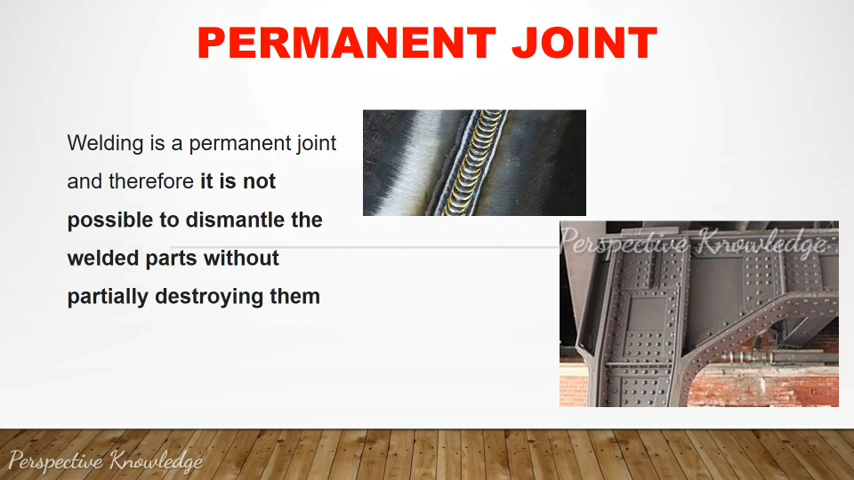 PERMANENT JOINT
Welding is a permanent joint
and therefore it is not
possible to dismantle the
welded parts without
partially destroying them
Perspective Knowledge
Perspective Knowledge